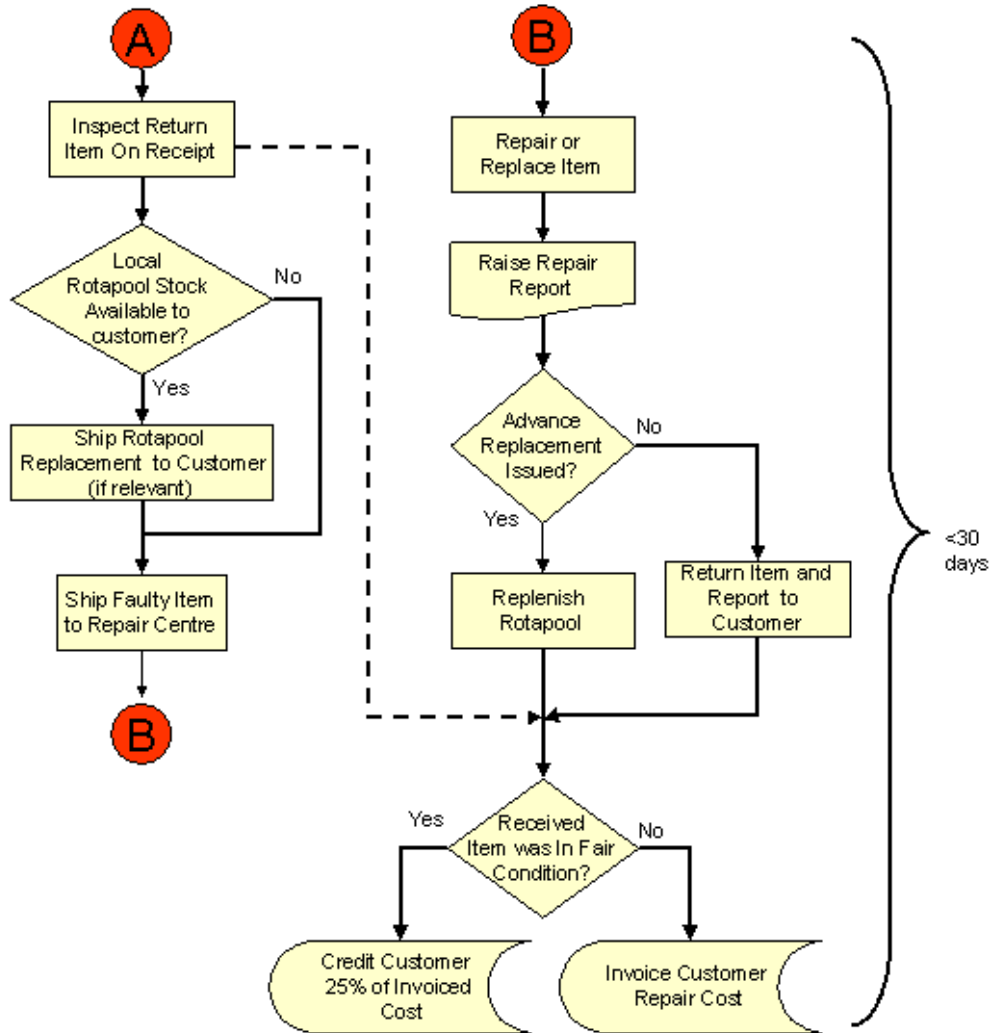 A
Inspect Return
Item On Receipt
Local
Rotapool Stock
Available to
customer?
No
Yes
Ship Rotapool
Replacement to Customer
(if relevant)
Ship Faulty Item
to Repair Centre
B
B
Repair or
Replace Item
Raise Repair
Report
Advance
Replacement
Issued?
No
Yes
Replenish
Rotapool
Return Item and
Report to
Customer
Received
Item was In Fair
Condition?
Yes
No
Credit Customer
25% of Invoiced
Cost
Invoice Customer
Repair Cost
<30
days